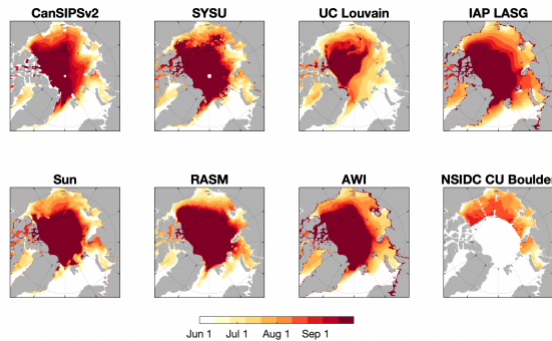 CanSIPSv2 SYSU UC Louvain IAP LASG
Sun RASM AWI NSIDC CU Boulder
Jun 1 Jul 1 Aug 1 Sep 1